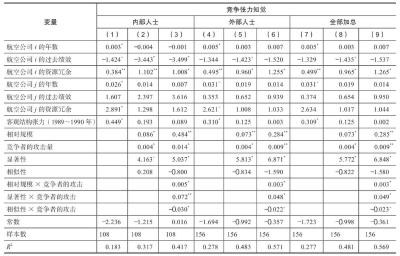 变量 竞争张力知觉
内部人士 外部人士 全部加总
（1） （2） （3） （4） （5） （6） （7） （8） （9）
航空公司 i 的年数 0.003* −0.004 −0.001 0.005* 0.003 0.007 0.005* 0.003 0.007
航空公司 i 的过去绩效 −1.424* −3.443* −3.499* −1.344 −1.423* −1.520 −1.329 −1.435* −1.537
航空公司 i 的资源冗余 0.384** 1.102** 1.008* 0.495** 0.960* 1.255* 0.499** 0.965* 1.265*
航空公司 j 的年数 0.026* 0.014 0.007 0.031* 0.019 0.014 0.031* 0.019 0.014
航空公司 j 的过去绩效 1.607 2.397 3.616 0.353 0.652 0.939 0.374 0.654 0.950
航空公司 j 的资源冗余 2.891* 1.298 1.612 2.621* 1.008 1.033 2.634 1.017 1.044
客观结构张力（1989~1990年） 0.449* 0.193 0.089 0.310* 0.125 0.003 0.309* 0.125 0.002
相对规模 0.086* 0.484** 0.073** 0.284** 0.073* 0.285**
竞争者的攻击量 0.004* 0.014* 0.004* 0.009** 0.004* 0.009**
显著性 4.163* 5.037* 5.813* 6.871* 5.772* 6.848*
相似性 0.208 −0.800 −0.834 −1.590 −0.822 −1.580
相对规模 × 竞争者的攻击 0.005* 0.003* 0.003*
显著性 × 竞争者的攻击 0.072** 0.048* 0.049*
相似性 × 竞争者的攻击 −0.030* −0.022* −0.023*
常数 −2.236 −1.215 0.016 −1.694 −0.992 −0.357 −1.723 −0.998 −0.361
样本数 108 108 108 156 156 156 156 156 156
R² 0.183 0.317 0.417 0.278 0.483 0.571 0.277 0.481 0.569